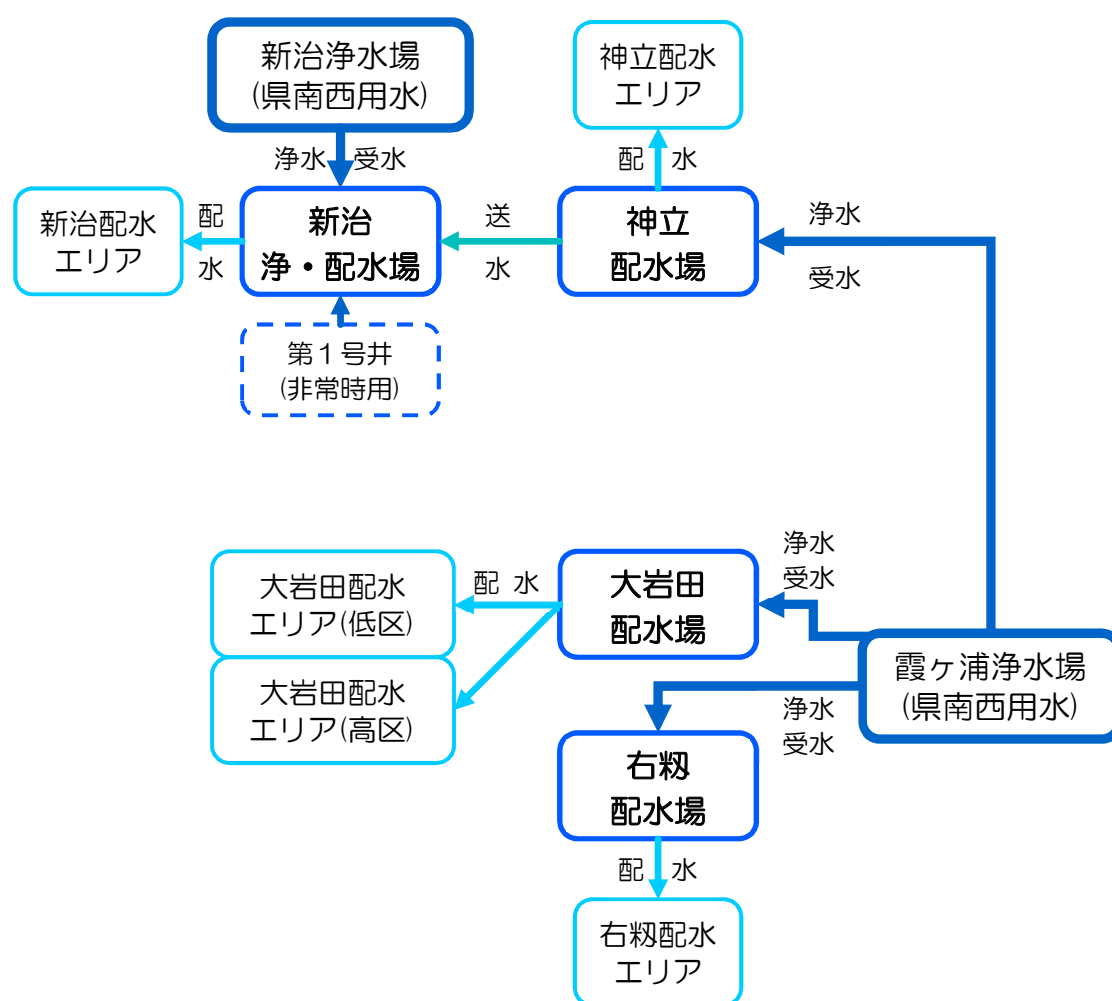 新治浄水場
(県南西用水)
神立配水
エリア
浄水
受水
配
水
新治配水
エリア
配
水
新治
浄・配水場
送
水
神立
配水場
浄水
受水
第１号井
(非常時用)
大岩田配水
エリア(低区)
配 水
大岩田
配水場
浄水
受水
大岩田配水
エリア(高区)
霞ヶ浦浄水場
(県南西用水)
浄水
受水
右籾
配水場
配
水
右籾配水
エリア